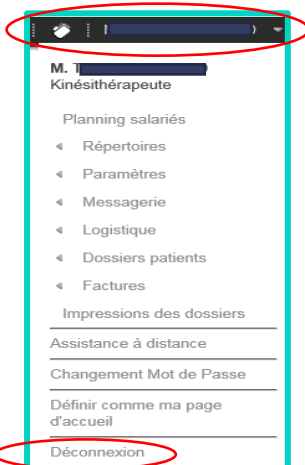 M.
Kinésithérapeute
Planning salariés
Répertoires
Paramètres
Messagerie
Logistique
Dossiers patients
Factures
Impressions des dossiers
Assistance à distance
Changement Mot de Passe
Définir comme ma page
d'accueil
Déconnexion